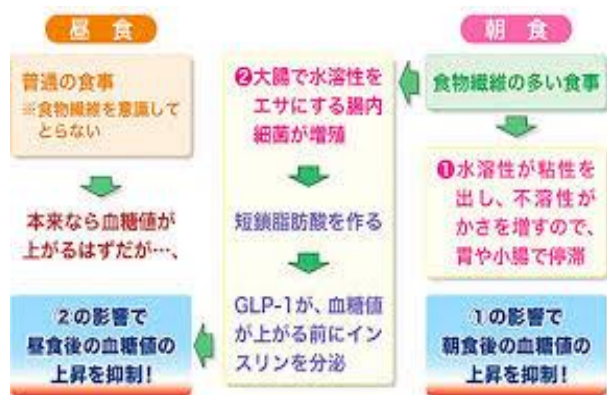 昼食
朝食
普通の食事
※食物繊維を意識して
とらない
本来なら血糖値が
上がるはずだが…、
2の影響で
昼食後の血糖値の
上昇を抑制!
❷大腸で水溶性を
エサにする腸内
細菌が増殖
短鎖脂肪酸を作る
GLP-1が、血糖値
が上がる前にイン
スリンを分泌
食物繊維の多い食事
❶水溶性が粘性を
出し、不溶性が
かさを増すので、
胃や小腸で停滞
1の影響で
朝食後の血糖値の
上昇を抑制!